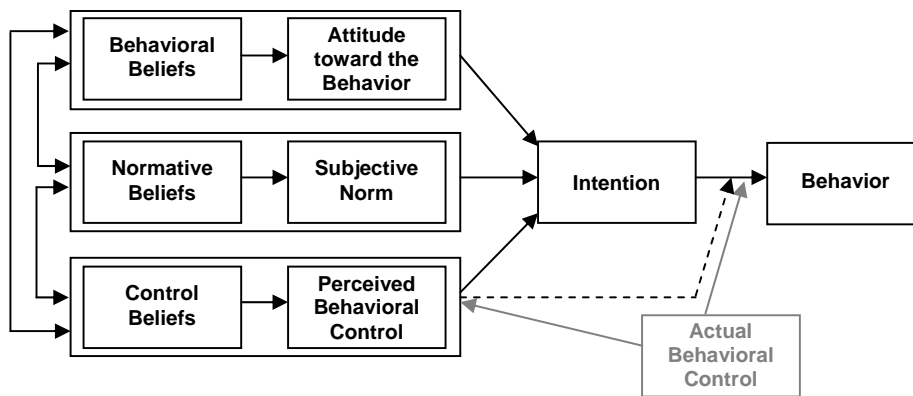 Behavioral
Beliefs
Attitude
toward the
Behavior
Normative
Beliefs
Subjective
Norm
Intention
Behavior
Control
Beliefs
Perceived
Behavioral
Control
Actual
Behavioral
Control